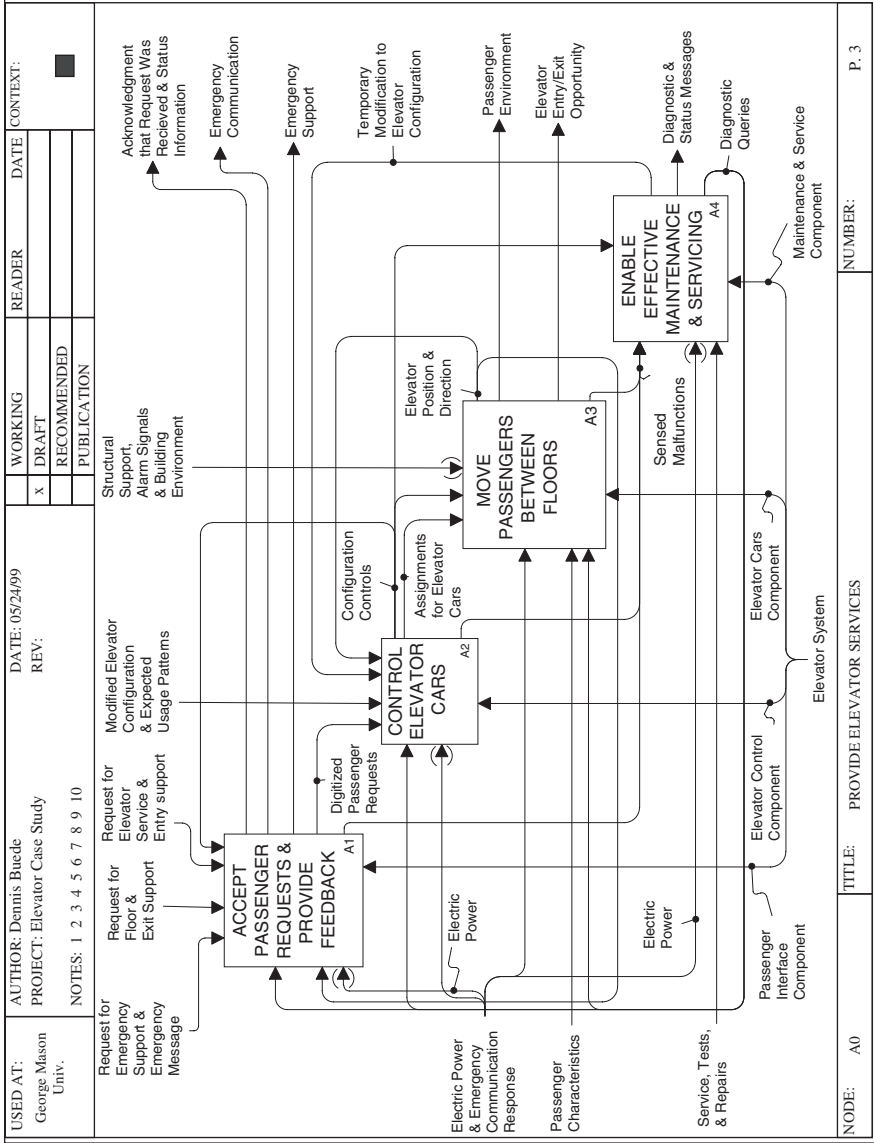 USED AT:
George Mason
Univ.
AUTHOR: Dennis Buede
PROJECT: Elevator Case Study
NOTES: 1 2 3 4 5 6 7 8 9 10
DATE: 05/24/99
REV:
WORKING
x DRAFT
RECOMMENDED
PUBLICATION
READER
DATE
CONTEXT:
Request for
Emergency
Support &
Emergency
Message
Request for
Floor &
Exit Support
Request for
Elevator
Service &
Entry support
Modified Elevator
Configuration
& Expected
Usage Patterns
Structural
Support,
Alarm Signals
& Building
Environment
Acknowledgment
that Request Was
Recieved & Status
Information
Emergency
Communication
Emergency
Support
Temporary
Modification to
Elevator
Configuration
Passenger
Environment
Elevator
Entry/Exit
Opportunity
Diagnostic &
Status Messages
Diagnostic
Queries
ACCEPT
PASSENGER
REQUESTS &
PROVIDE
FEEDBACK
A1
Digitized
Passenger
Requests
CONTROL
ELEVATOR
CARS
A2
Configuration
Controls
Assignments
for Elevator
Cars
MOVE
PASSENGERS
BETWEEN
FLOORS
A3
Elevator
Position &
Direction
Sensed
Malfunctions
ENABLE
EFFECTIVE
MAINTENANCE
& SERVICING
A4
Electric Power
& Emergency
Communication
Response
Electric
Power
Passenger
Characteristics
Electric
Power
Service, Tests,
& Repairs
Passenger
Interface
Component
Elevator Control
Component
Elevator Cars
Component
Maintenance & Service
Component
Elevator System
NODE: A0
TITLE: PROVIDE ELEVATOR SERVICES
NUMBER: P. 3